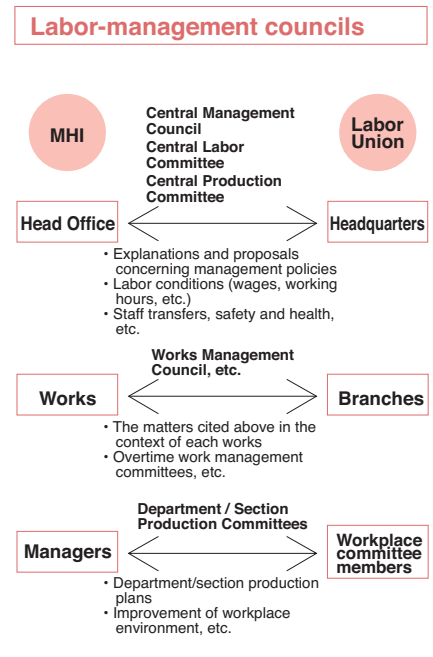 Labor-management councils
MHI
Central Management
Council
Central Labor
Committee
Central Production
Committee
Labor
Union
Head Office
Headquarters
・Explanations and proposals
concerning management policies
・Labor conditions (wages, working
hours, etc.)
・Staff transfers, safety and health,
etc.
Works Management
Council, etc.
Works
Branches
・The matters cited above in the
context of each works
・Overtime work management
committees, etc.
Department / Section
Production Committees
Managers
Workplace
committee
members
・Department/section production
plans
・Improvement of workplace
environment, etc.